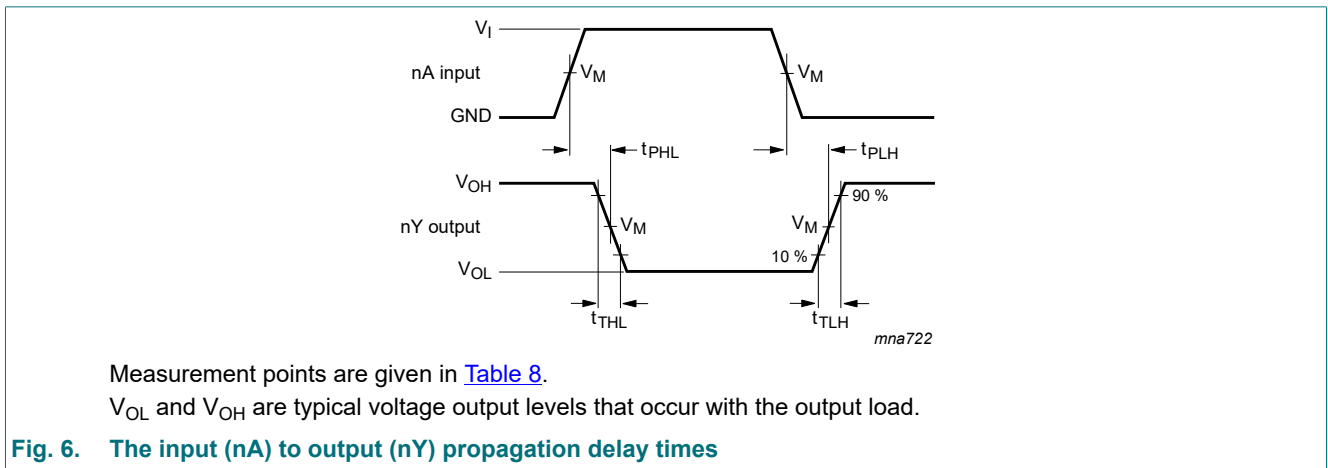 VI
nA input
VM
VM
GND
tPHL
tPLH
VOH
90 %
nY output
VM
VM
10 %
VOL
tTHL
tTLH
mna722
Measurement points are given in Table 8.
VOL and VOH are typical voltage output levels that occur with the output load.
Fig. 6. The input (nA) to output (nY) propagation delay times